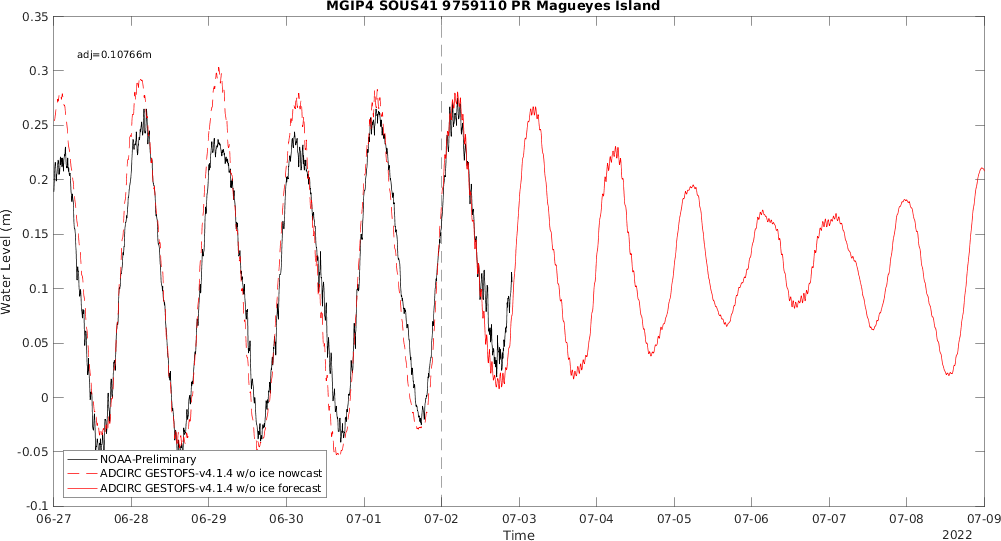 MGIP4 SOUS41 9759110 PR Magueyes Island
0.35
adj=0.10766m
0.3
0.25
0.2
0.15
0.1
0.05
0
-0.05
-0.1
Water Level (m)
NOAA-Preliminary
ADCIRC GESTOFS-v4.1.4 w/o ice nowcast
ADCIRC GESTOFS-v4.1.4 w/o ice forecast
06-27 06-28 06-29 06-30 07-01 07-02 07-03 07-04 07-05 07-06 07-07 07-08 07-09
Time
2022